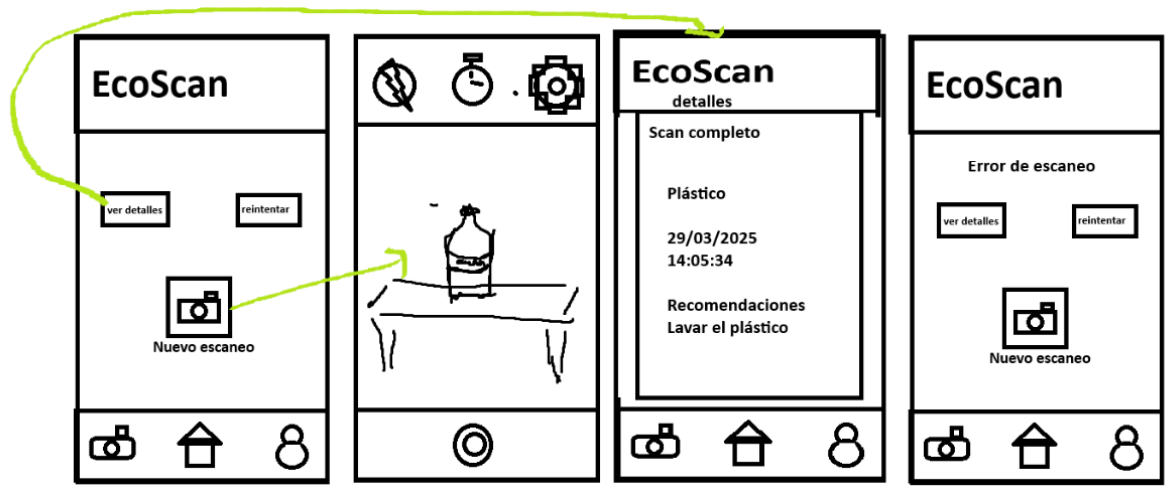 EcoScan
ver detalles
reintentar
Nuevo escaneo
EcoScan
detalles
Scan completo
Plástico
29/03/2025
14:05:34
Recomendaciones
Lavar el plástico
EcoScan
Error de escaneo
ver detalles
reintentar
Nuevo escaneo